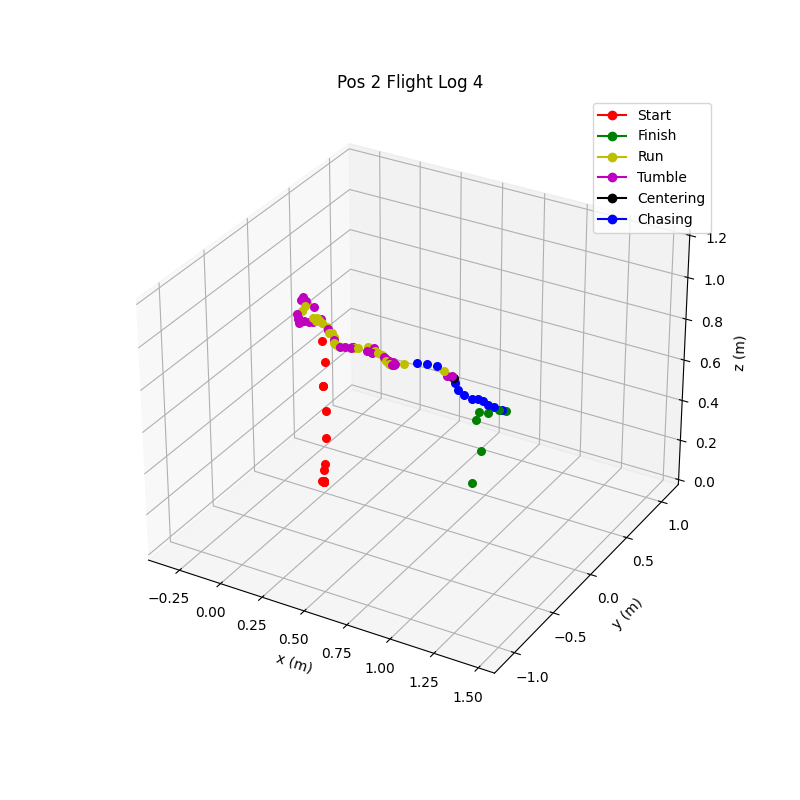 Pos 2 Flight Log 4
Start
Finish
Run
Tumble
Centering
Chasing
1.2
1.0
0.8
0.6
0.4
0.2
0.0
z (m)
1.0
0.5
0.0
−0.5
−1.0
y (m)
−0.25
0.00
0.25
0.50
0.75
1.00
1.25
1.50
x (m)